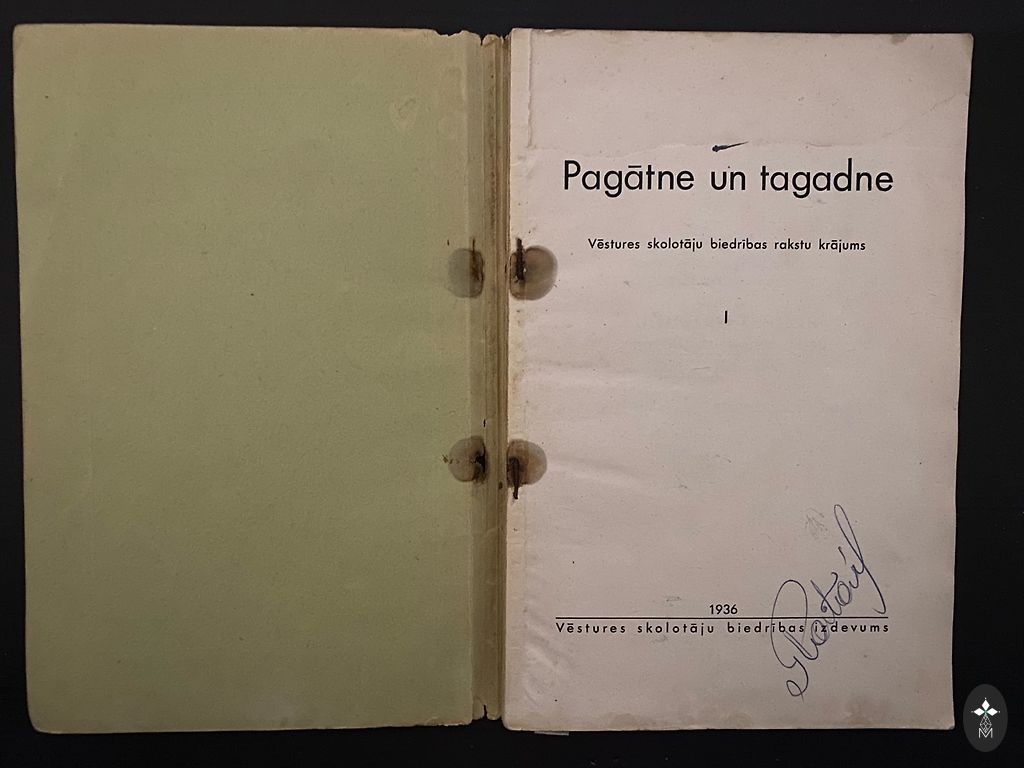 Pagātne un tagadne
Vēstures skolotāju biedrības rakstu krājums
I
1936
Vēstures skolotāju biedrības izdevums